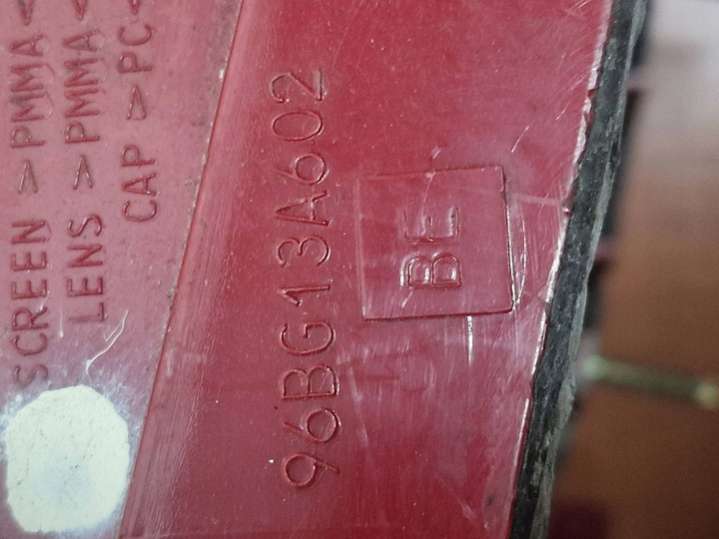 SCREEN >PMMA<
LENS >PMMA<
CAP >PC<
96BG13A602
BE